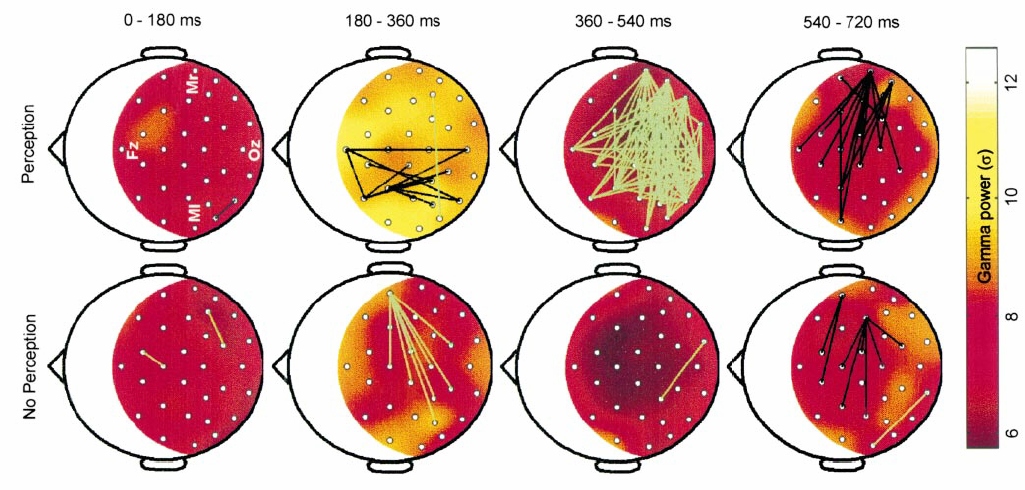 0 - 180 ms
180 - 360 ms
360 - 540 ms
540 - 720 ms
Perception
Fz
Mr
Oz
Ml
No Perception
Gamma power (σ)
12
10
8
6